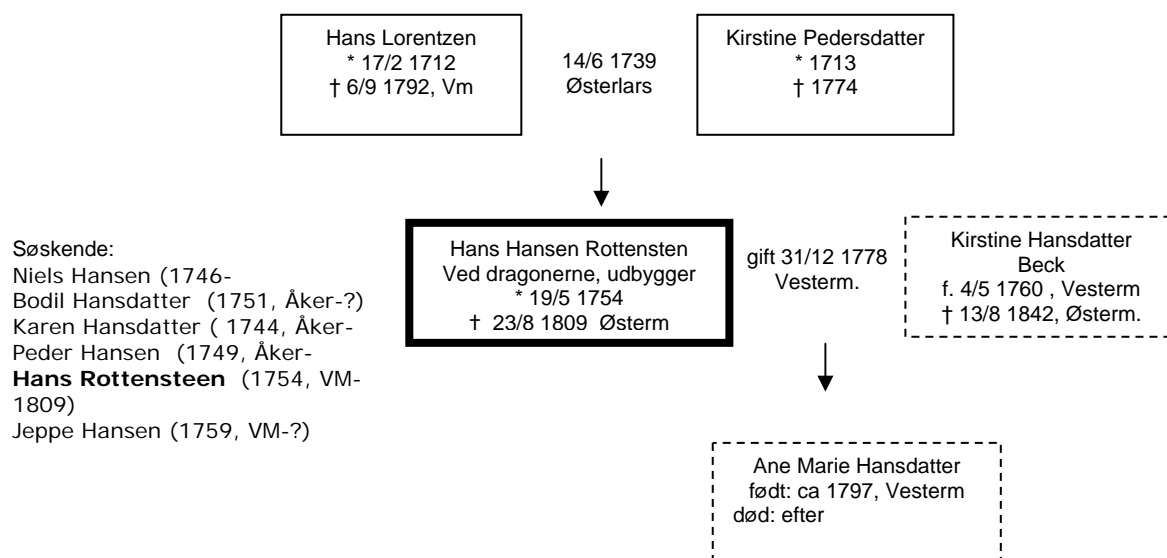 Hans Lorentzen
* 17/2 1712
† 6/9 1792, Vm
14/6 1739
Østerlars
Kirstine Pedersdatter
* 1713
† 1774
Søskende:
Niels Hansen (1746-
Bodil Hansdatter  (1751, Åker-?)
Karen Hansdatter ( 1744, Åker-
Peder Hansen  (1749, Åker-
Hans Rottensteen  (1754, VM-
1809)
Jeppe Hansen (1759, VM-?)
Hans Hansen Rottensten
Ved dragonerne, udbygger
* 19/5 1754
†  23/8 1809  Østerm
gift 31/12 1778
Vesterm.
Kirstine Hansdatter
Beck
f. 4/5 1760 , Vesterm
† 13/8 1842, Østerm.
Ane Marie Hansdatter
født: ca 1797, Vesterm
død: efter